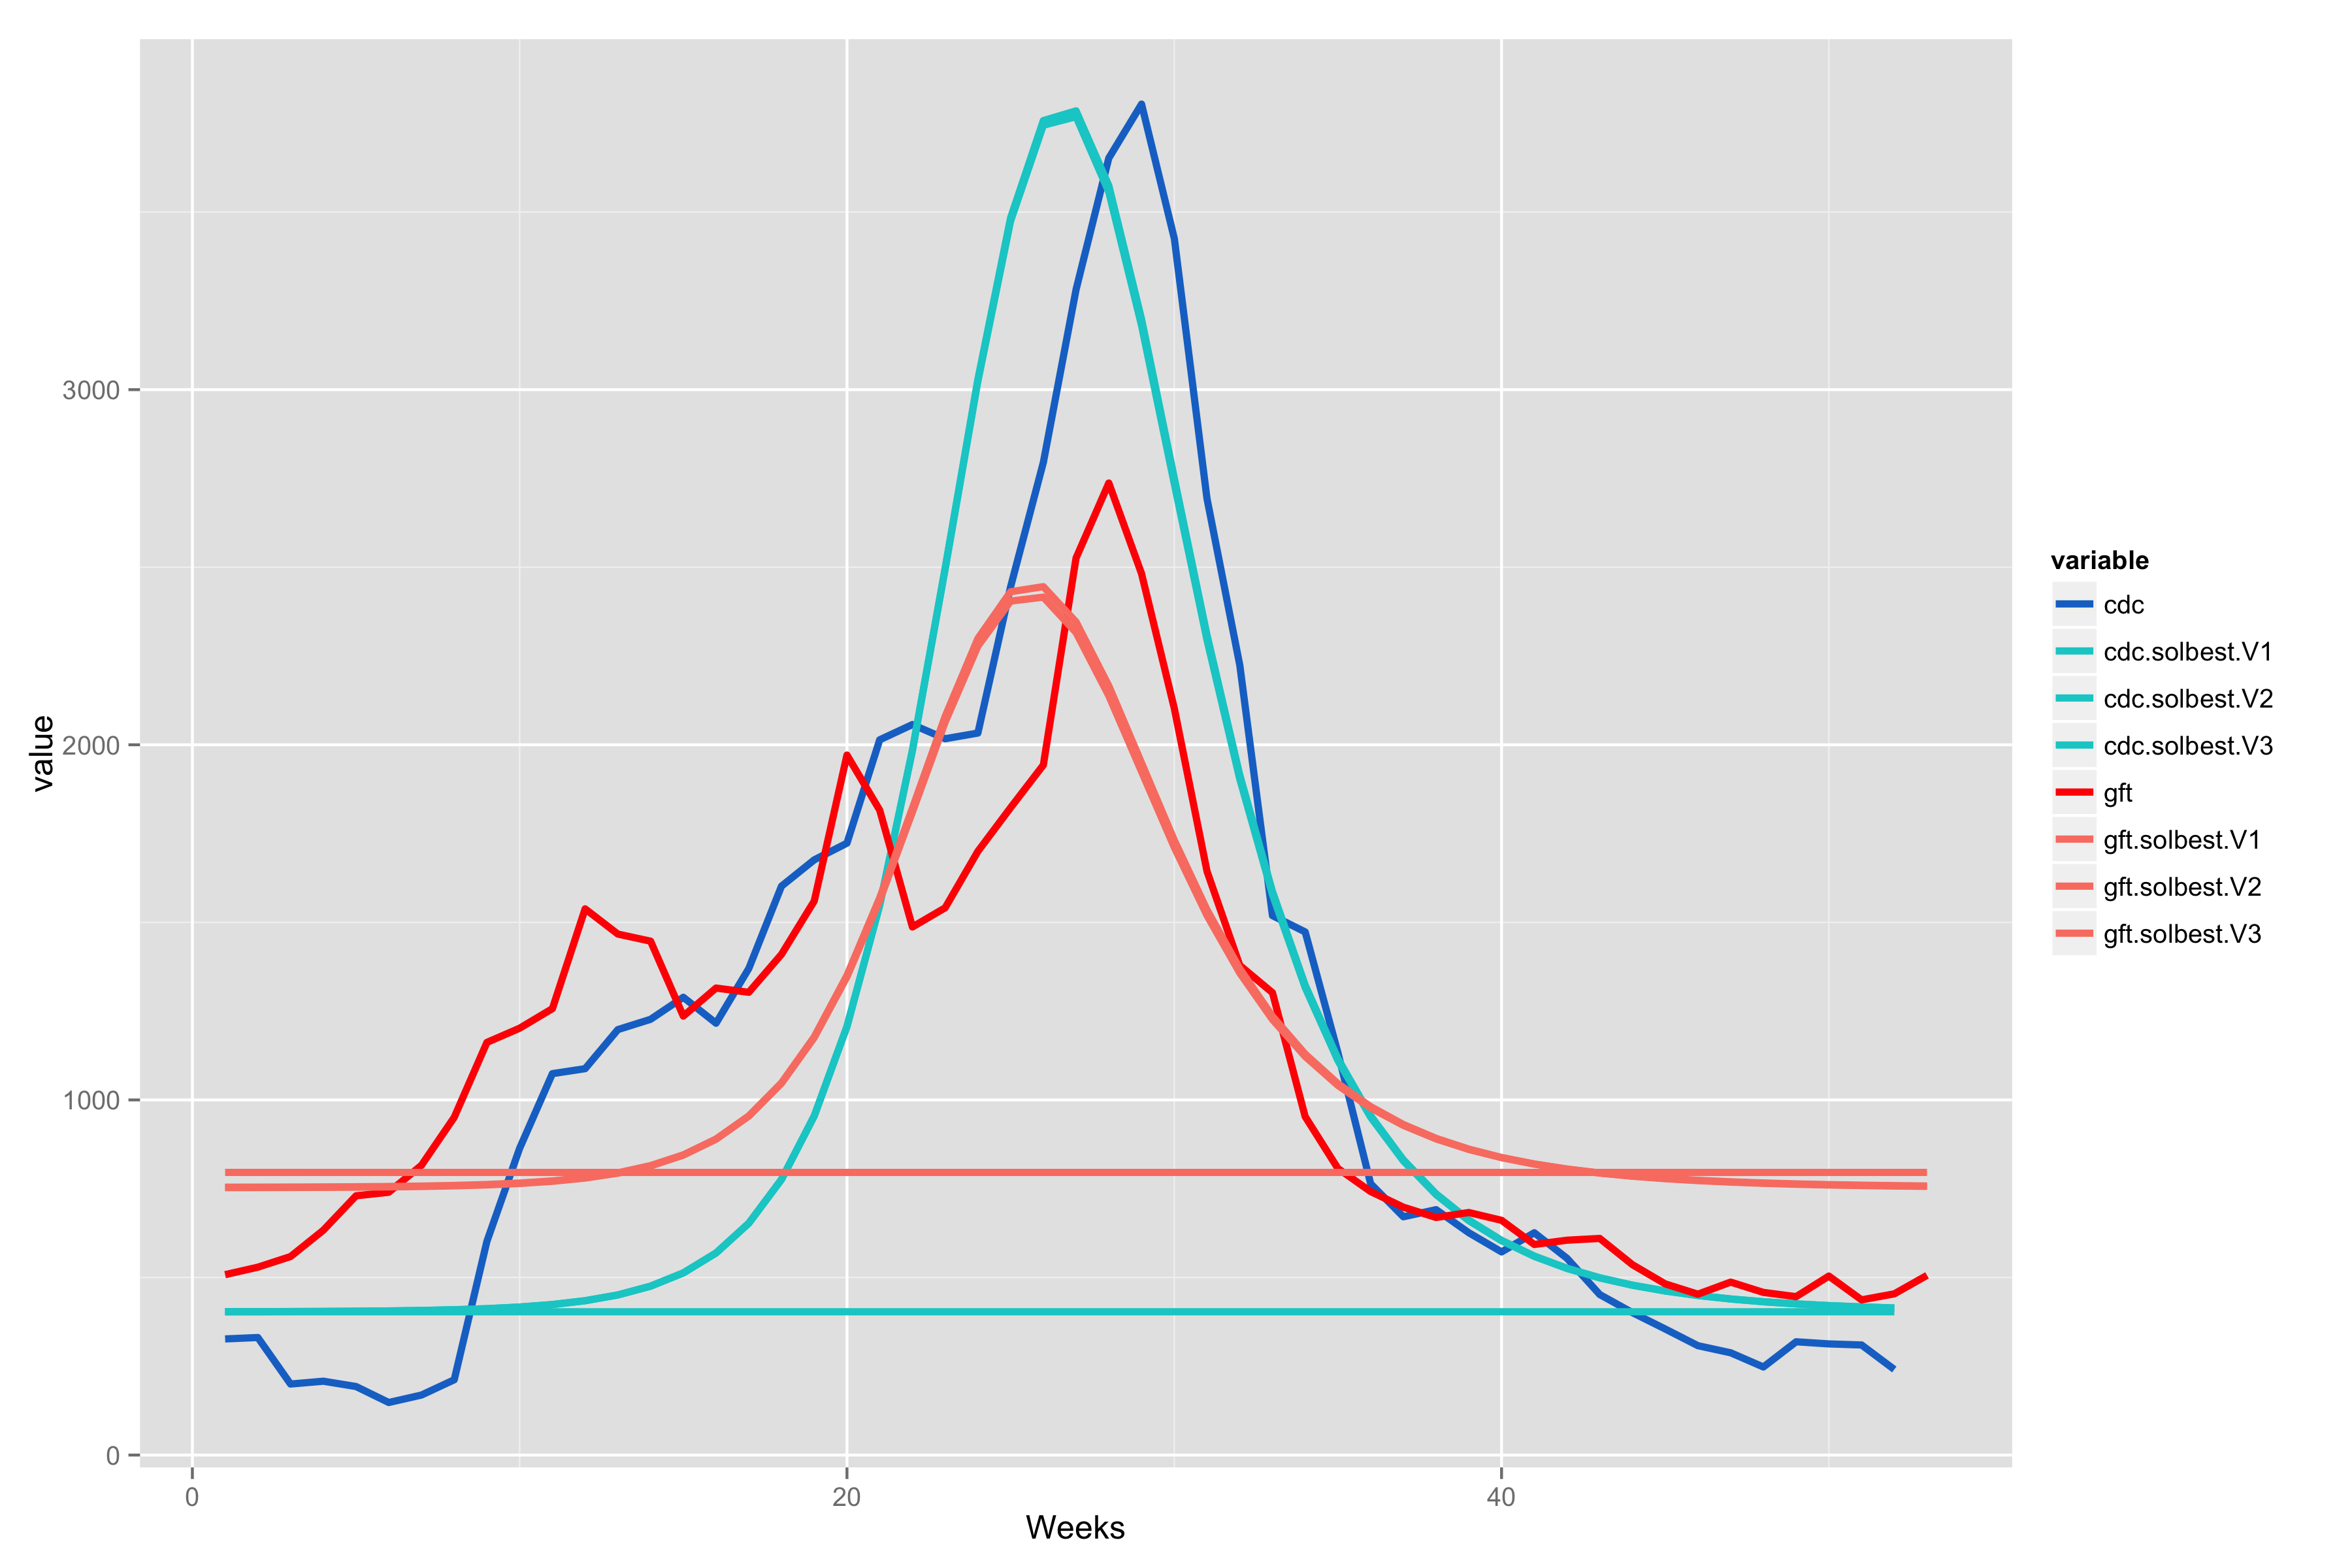 value
3000
2000
1000
0
0
20
40
Weeks
variable
cdc
cdc.solbest.V1
cdc.solbest.V2
cdc.solbest.V3
gft
gft.solbest.V1
gft.solbest.V2
gft.solbest.V3